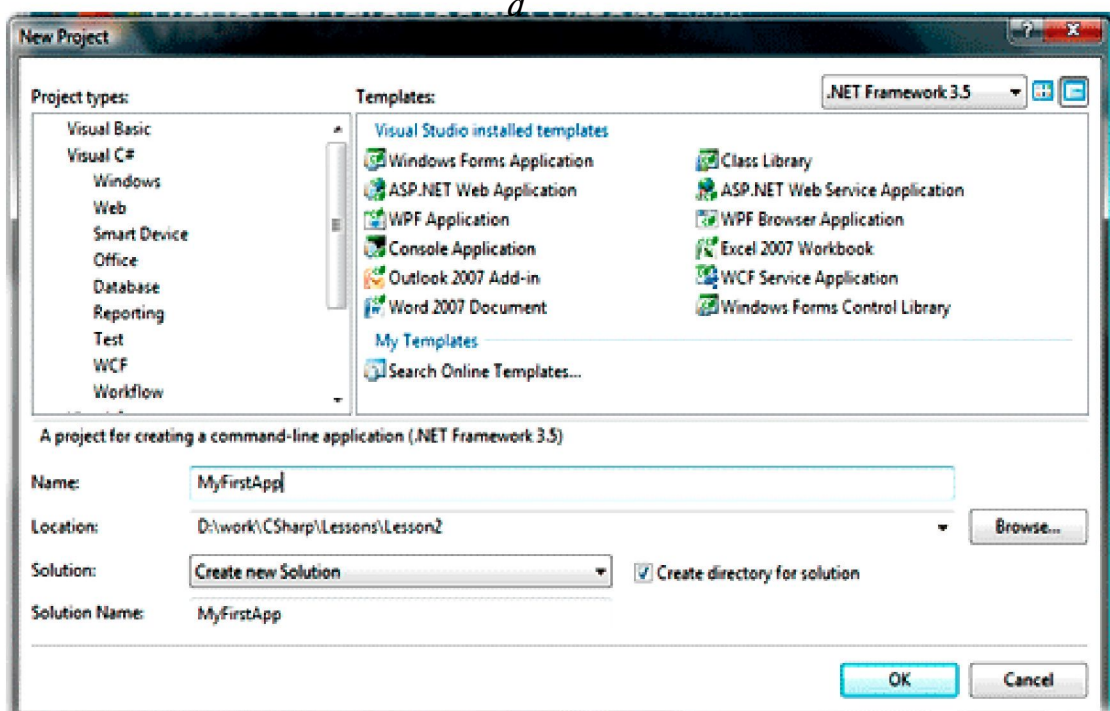 a
New Project
Project types:
Templates:
.NET Framework 3.5
Visual Basic
Visual C#
Windows
Web
Smart Device
Office
Database
Reporting
Test
WCF
Workflow
Visual Studio installed templates
Windows Forms Application
Class Library
ASP.NET Web Application
ASP.NET Web Service Application
WPF Application
WPF Browser Application
Console Application
Excel 2007 Workbook
Outlook 2007 Add-in
WCF Service Application
Word 2007 Document
Windows Forms Control Library
My Templates
Search Online Templates...
A project for creating a command-line application (.NET Framework 3.5)
Name:
MyFirstApp
Location:
D:\work\CSharp\Lessons\Lesson2
Browse...
Solution:
Create new Solution
Create directory for solution
Solution Name:
MyFirstApp
OK
Cancel